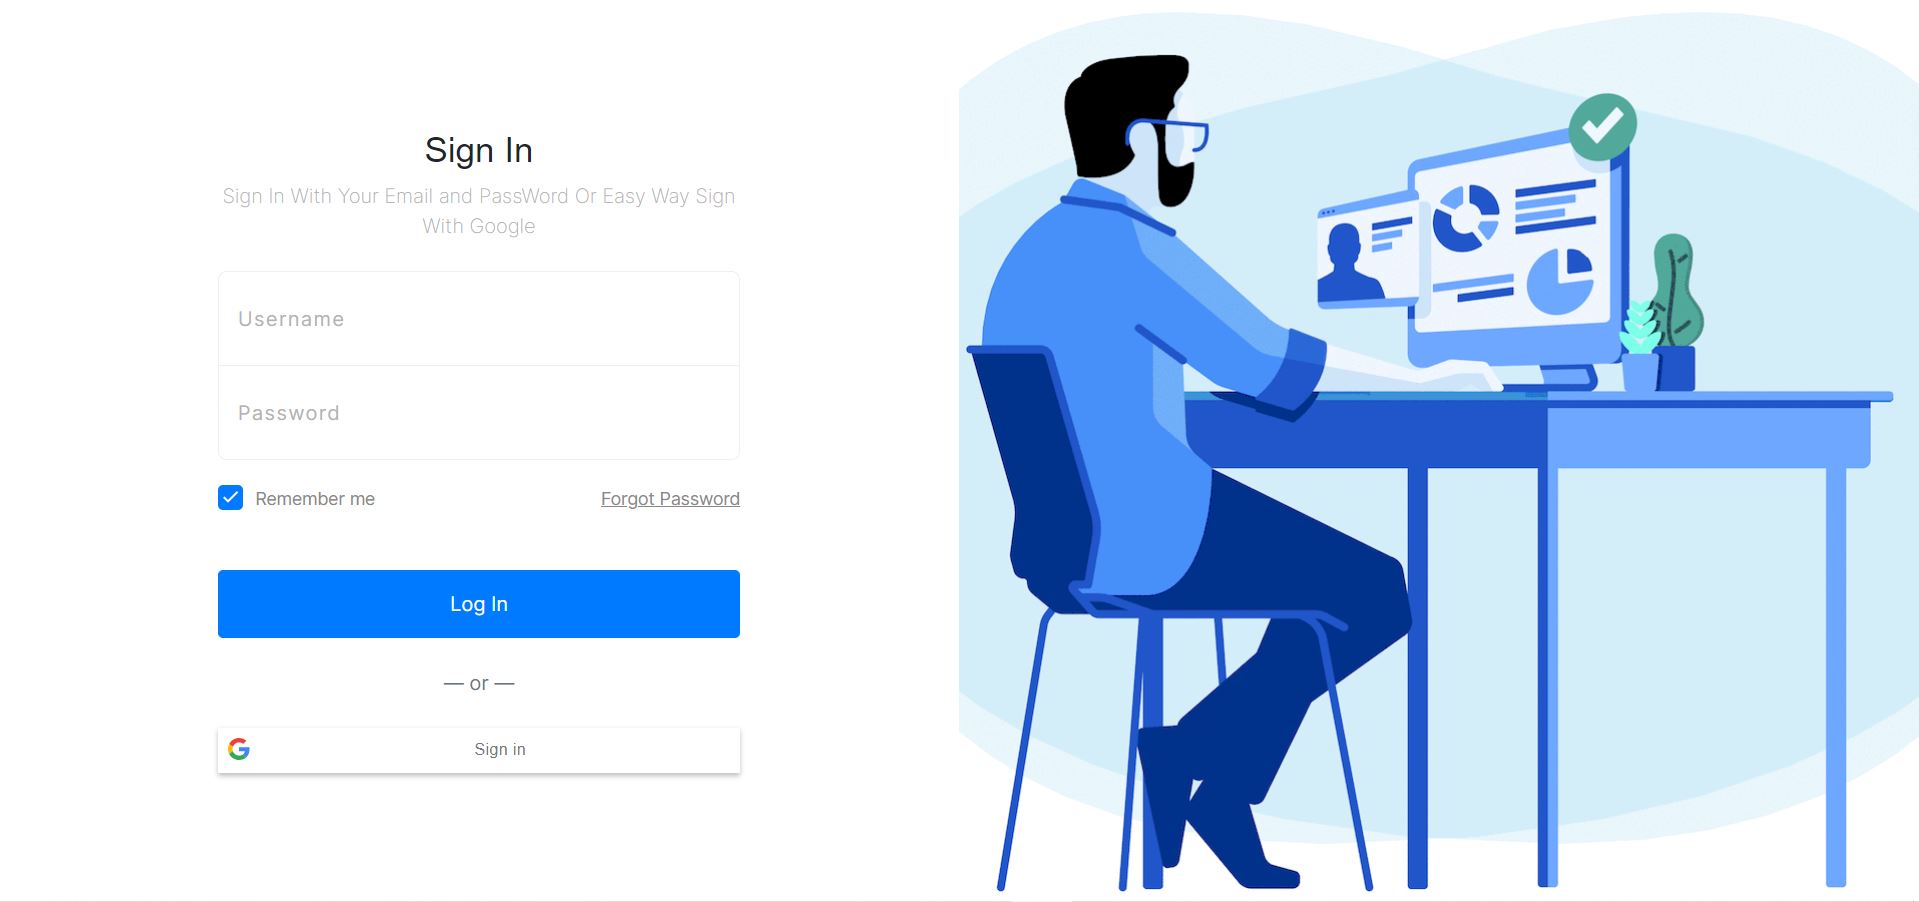 Sign In
Sign In With Your Email and PassWord Or Easy Way Sign
With Google
Username
Password
Remember me
Forgot Password
Log In
— or —
Sign in